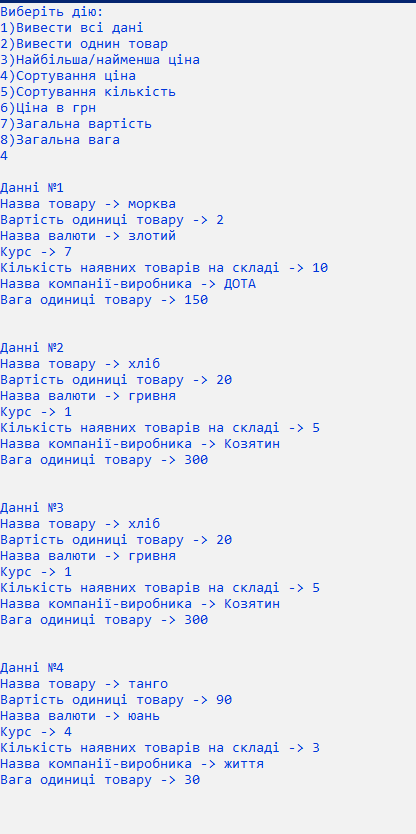 Виберіть дію:
1)Вивести всі дані
2)Вивести однин товар
3)Найбільша/найменша ціна
4)Сортування ціна
5)Сортування кількість
6)Ціна в грн
7)Загальна вартість
8)Загальна вага
4
Данні №1
Назва товару -> морква
Вартість одиниці товару -> 2
Назва валюти -> злотий
Курс -> 7
Кількість наявних товарів на складі -> 10
Назва компанії-виробника -> ДОТА
Вага одиниці товару -> 150
Данні №2
Назва товару -> хліб
Вартість одиниці товару -> 20
Назва валюти -> гривня
Курс -> 1
Кількість наявних товарів на складі -> 5
Назва компанії-виробника -> Козятин
Вага одиниці товару -> 300
Данні №3
Назва товару -> хліб
Вартість одиниці товару -> 20
Назва валюти -> гривня
Курс -> 1
Кількість наявних товарів на складі -> 5
Назва компанії-виробника -> Козятин
Вага одиниці товару -> 300
Данні №4
Назва товару -> танго
Вартість одиниці товару -> 90
Назва валюти -> юань
Курс -> 4
Кількість наявних товарів на складі -> 3
Назва компанії-виробника -> життя
Вага одиниці товару -> 30